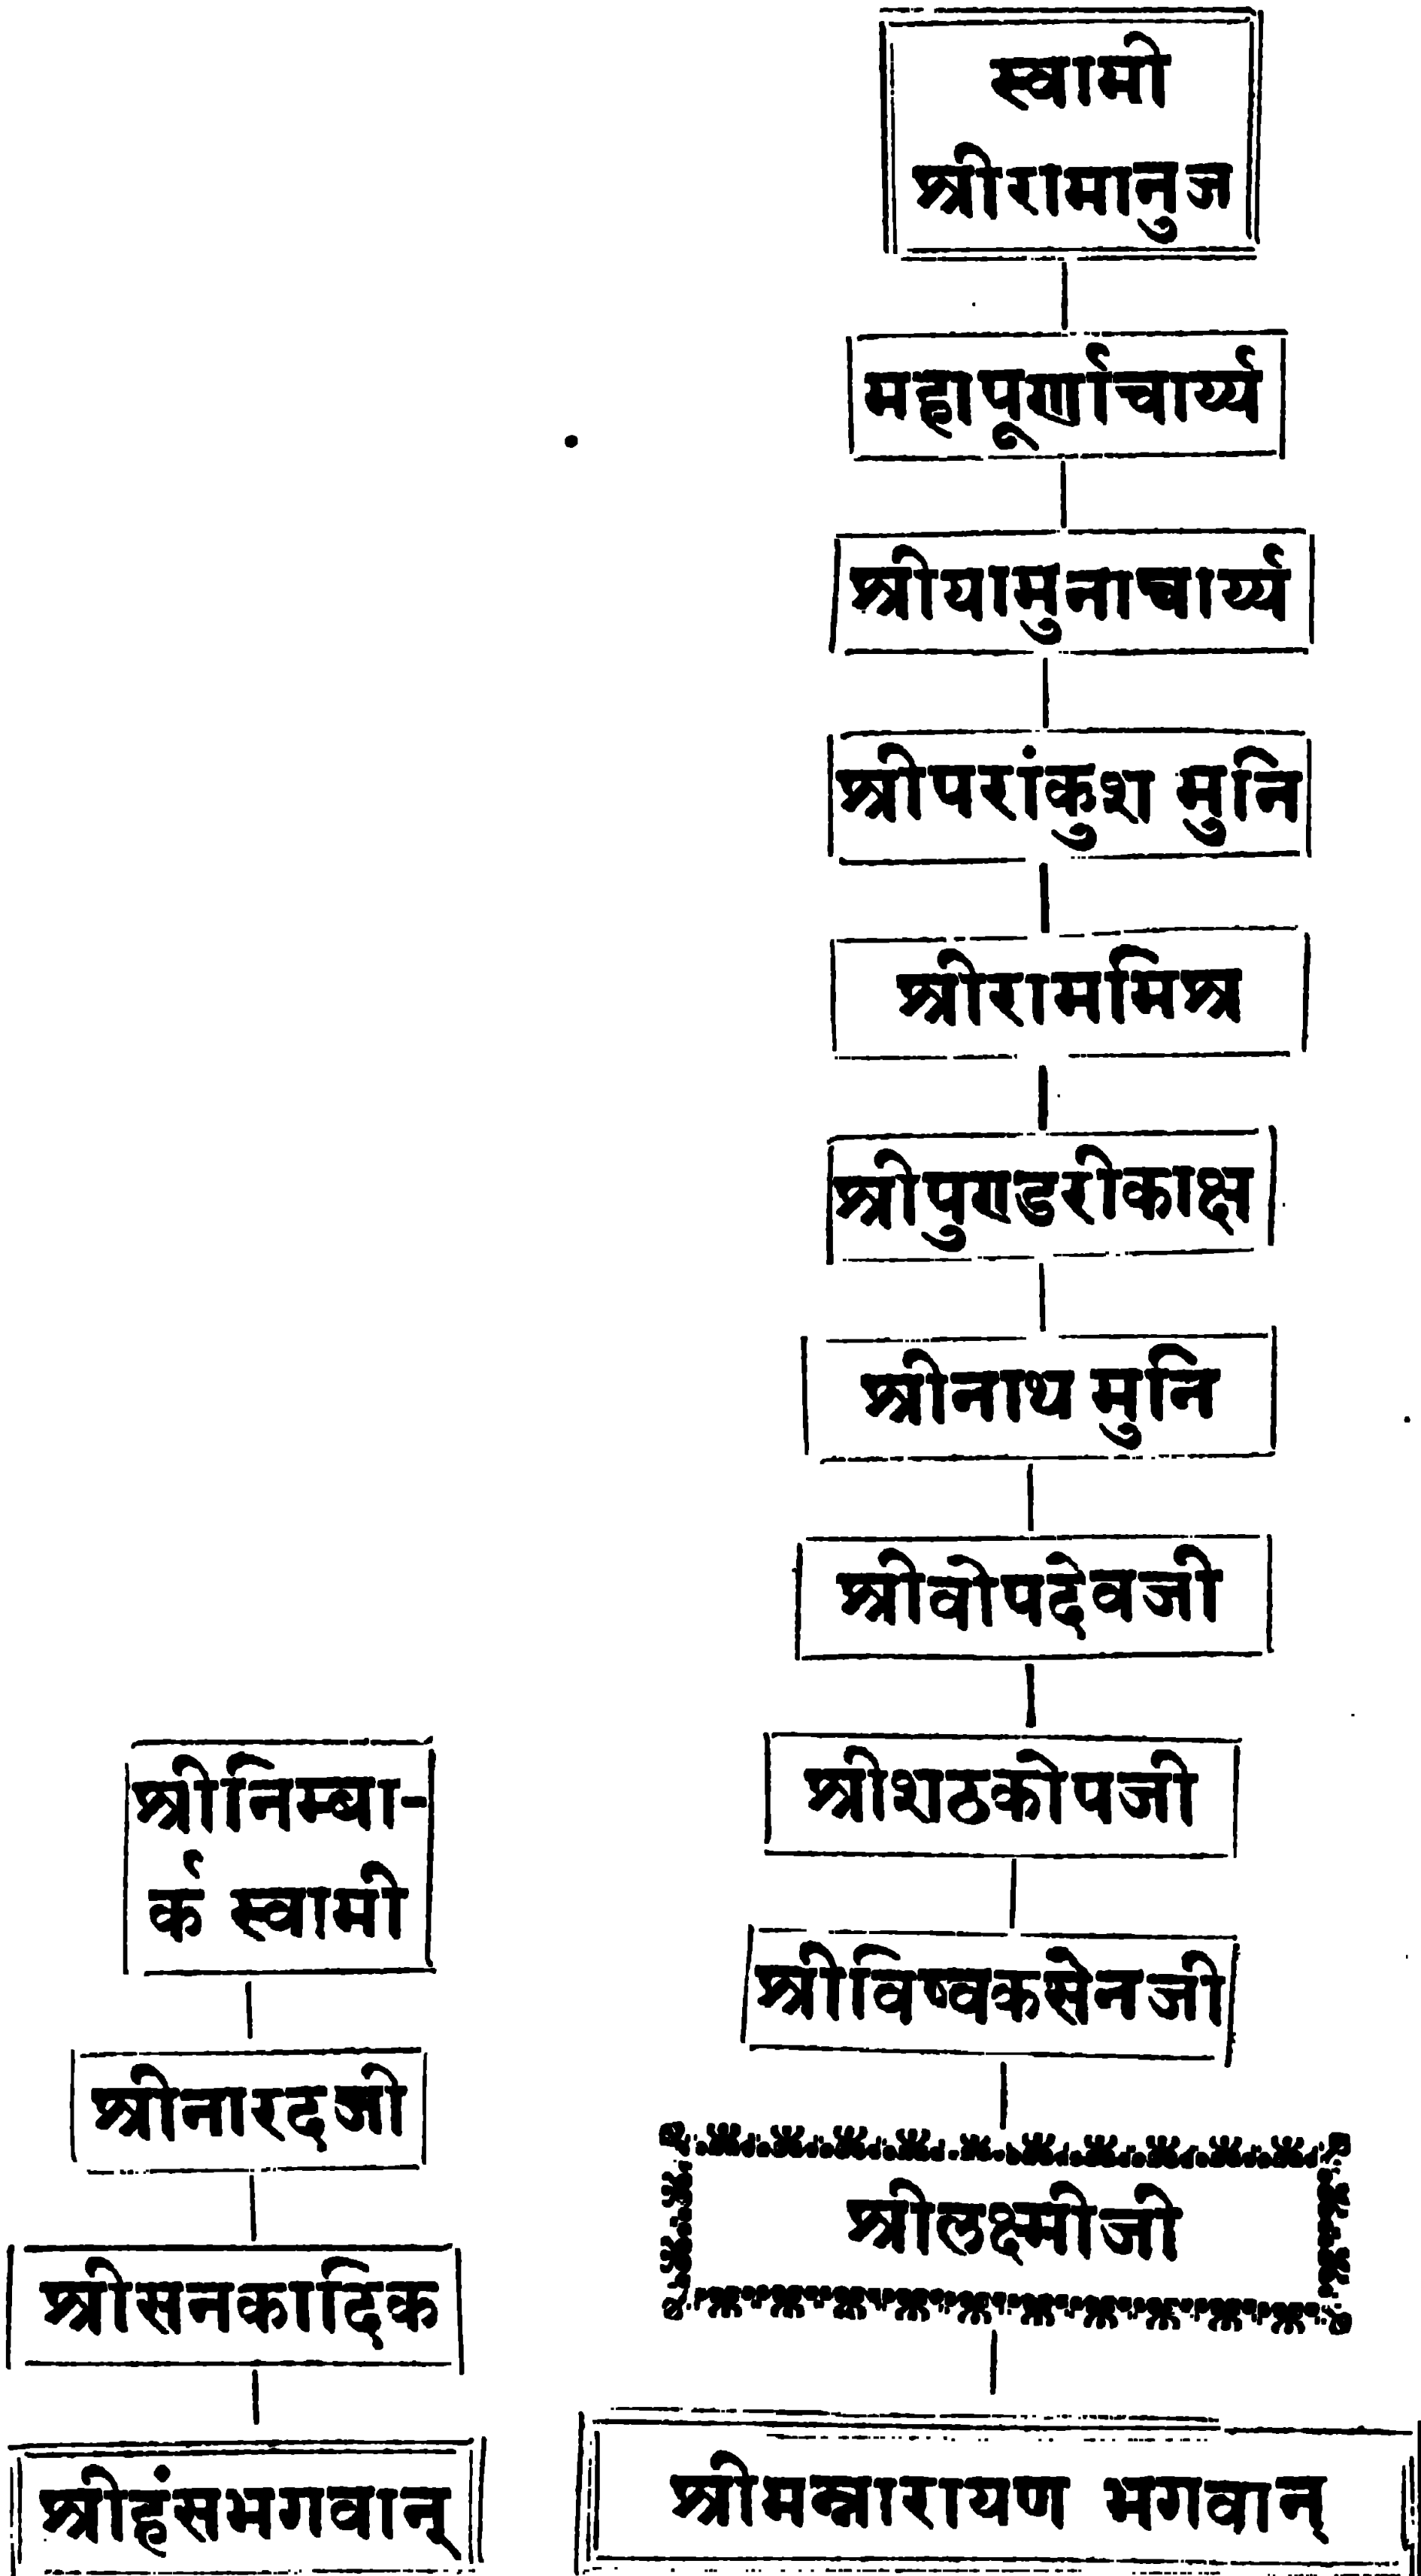 स्वामी
श्रीरामानुज
महापूर्णाचार्य्य
श्रीयामुनाचार्य्य
श्रीपरांकुश मुनि
श्रीराममिश्र
श्रीपुण्डरीकाक्ष
श्रीनाथ मुनि
श्रीवोपदेवजी
श्रीशठकोपजी
श्रीविष्वकसेनजी
श्रीलक्ष्मीजी
श्रीमन्नारायण भगवान्
श्रीनिम्बा-
र्क स्वामी
श्रीनारदजी
श्रीसनकादिक
श्रीहंसभगवान्